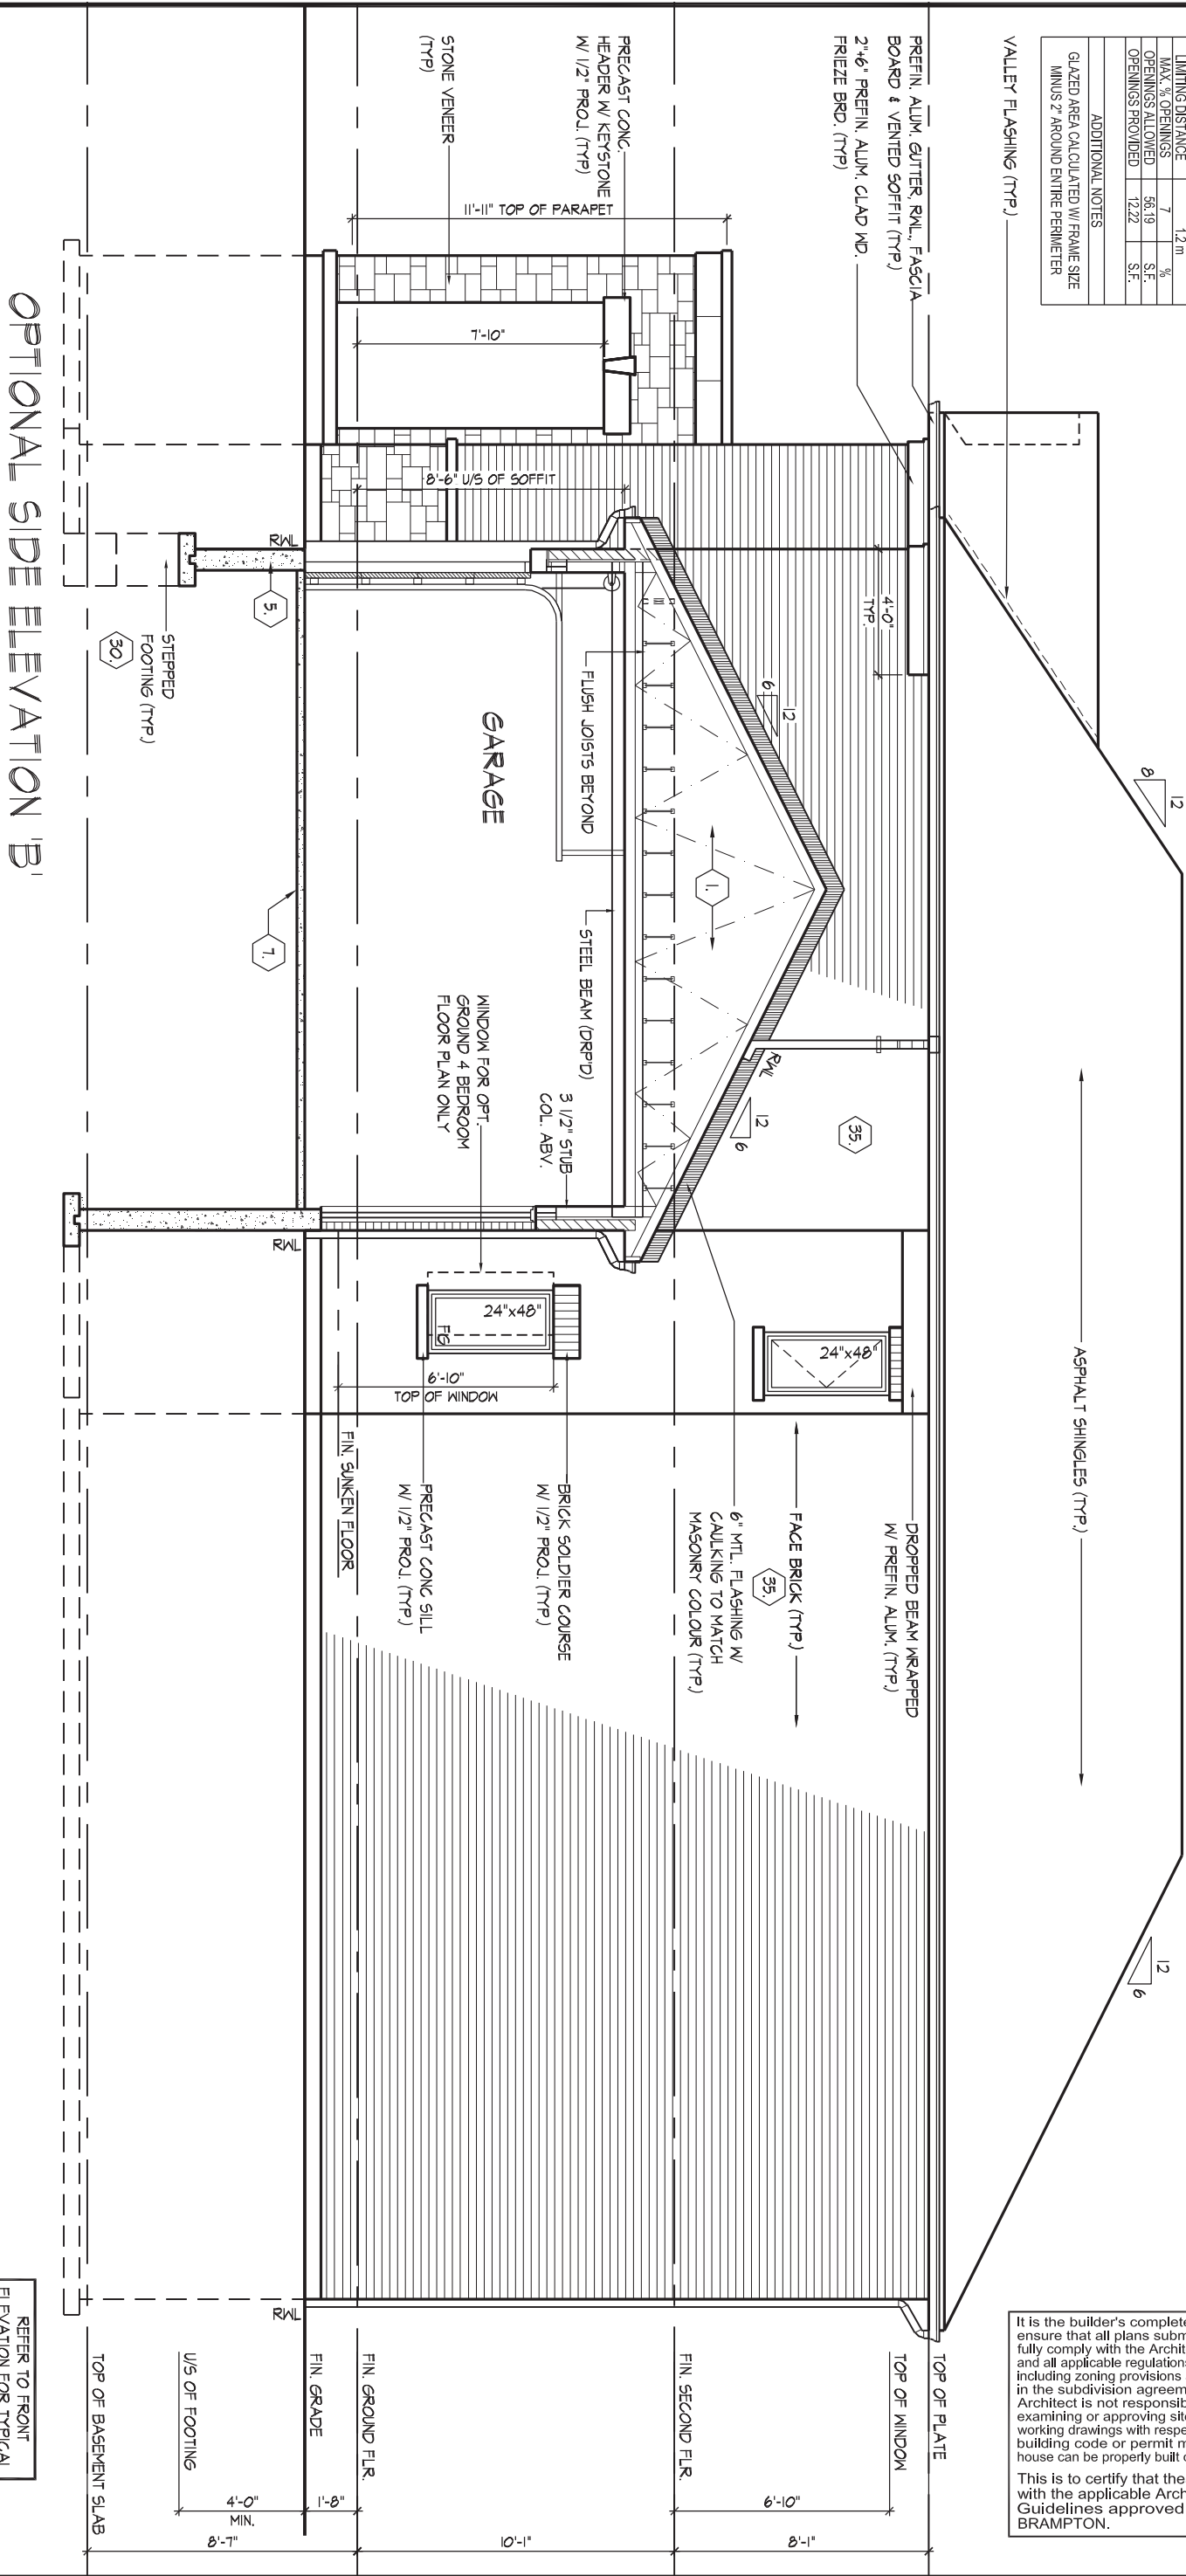 LIMITING DISTANCE 1.2 m
MAX. % OPENINGS 7 %
OPENINGS ALLOWED 56.19 S.F.
OPENINGS PROVIDED 12.22 S.F.
ADDITIONAL NOTES
GLAZED AREA CALCULATED W/ FRAME SIZE
MINUS 2" AROUND ENTIRE PERIMETER
VALLEY FLASHING (TYP.)
PREFIN. ALUM. GUTTER, RWL, FASCIA
BOARD & VENTED SOFFIT (TYP.)
2"x6" PREFIN. ALUM. CLAD WD.
FRIEZE BRD. (TYP)
PRECAST CONC.
HEADER W/ KEYSTONE
W/ 1/2" PROJ. (TYP)
STONE VENEER
(TYP)
11'-11" TOP OF PARAPET
7'-10"
8'-6" U/S OF SOFFIT
4'-0"
TYP.
8
12
12
6
12
6
12
6
ASPHALT SHINGLES (TYP.)
1.
35.
RWL
FLUSH JOISTS BEYOND
STEEL BEAM (DRP'D)
GARAGE
3 1/2" STUB
COL. ABV.
WINDOW FOR OPT.
GROUND 4 BEDROOM
FLOOR PLAN ONLY
RWL
5.
STEPPED
FOOTING (TYP.)
30.
7.
RWL
24"x48"
24"x48"
FG
6'-10"
TOP OF WINDOW
DROPPED BEAM WRAPPED
W/ PREFIN. ALUM. (TYP.)
FACE BRICK (TYP.)
35.
6" MTL. FLASHING W/
CAULKING TO MATCH
MASONRY COLOUR (TYP.)
BRICK SOLDIER COURSE
W/ 1/2" PROJ. (TYP.)
PRECAST CONC SILL
W/ 1/2" PROJ. (TYP.)
FIN. SUNKEN FLOOR
RWL
TOP OF PLATE
TOP OF WINDOW
FIN. SECOND FLR.
FIN. GROUND FLR.
FIN. GRADE
U/S OF FOOTING
TOP OF BASEMENT SLAB
6'-10"
8'-1"
10'-1"
1'-8"
4'-0"
MIN.
8'-7"
OPTIONAL SIDE ELEVATION 'B'
REFER TO FRONT
ELEVATION FOR TYPICAL
It is the builder's complete
ensure that all plans subm
fully comply with the Archit
and all applicable regulations
including zoning provisions
in the subdivision agreem
Architect is not responsib
examining or approving site
working drawings with respe
building code or permit m
house can be properly built o
This is to certify that the
with the applicable Arch
Guidelines approved
BRAMPTON.